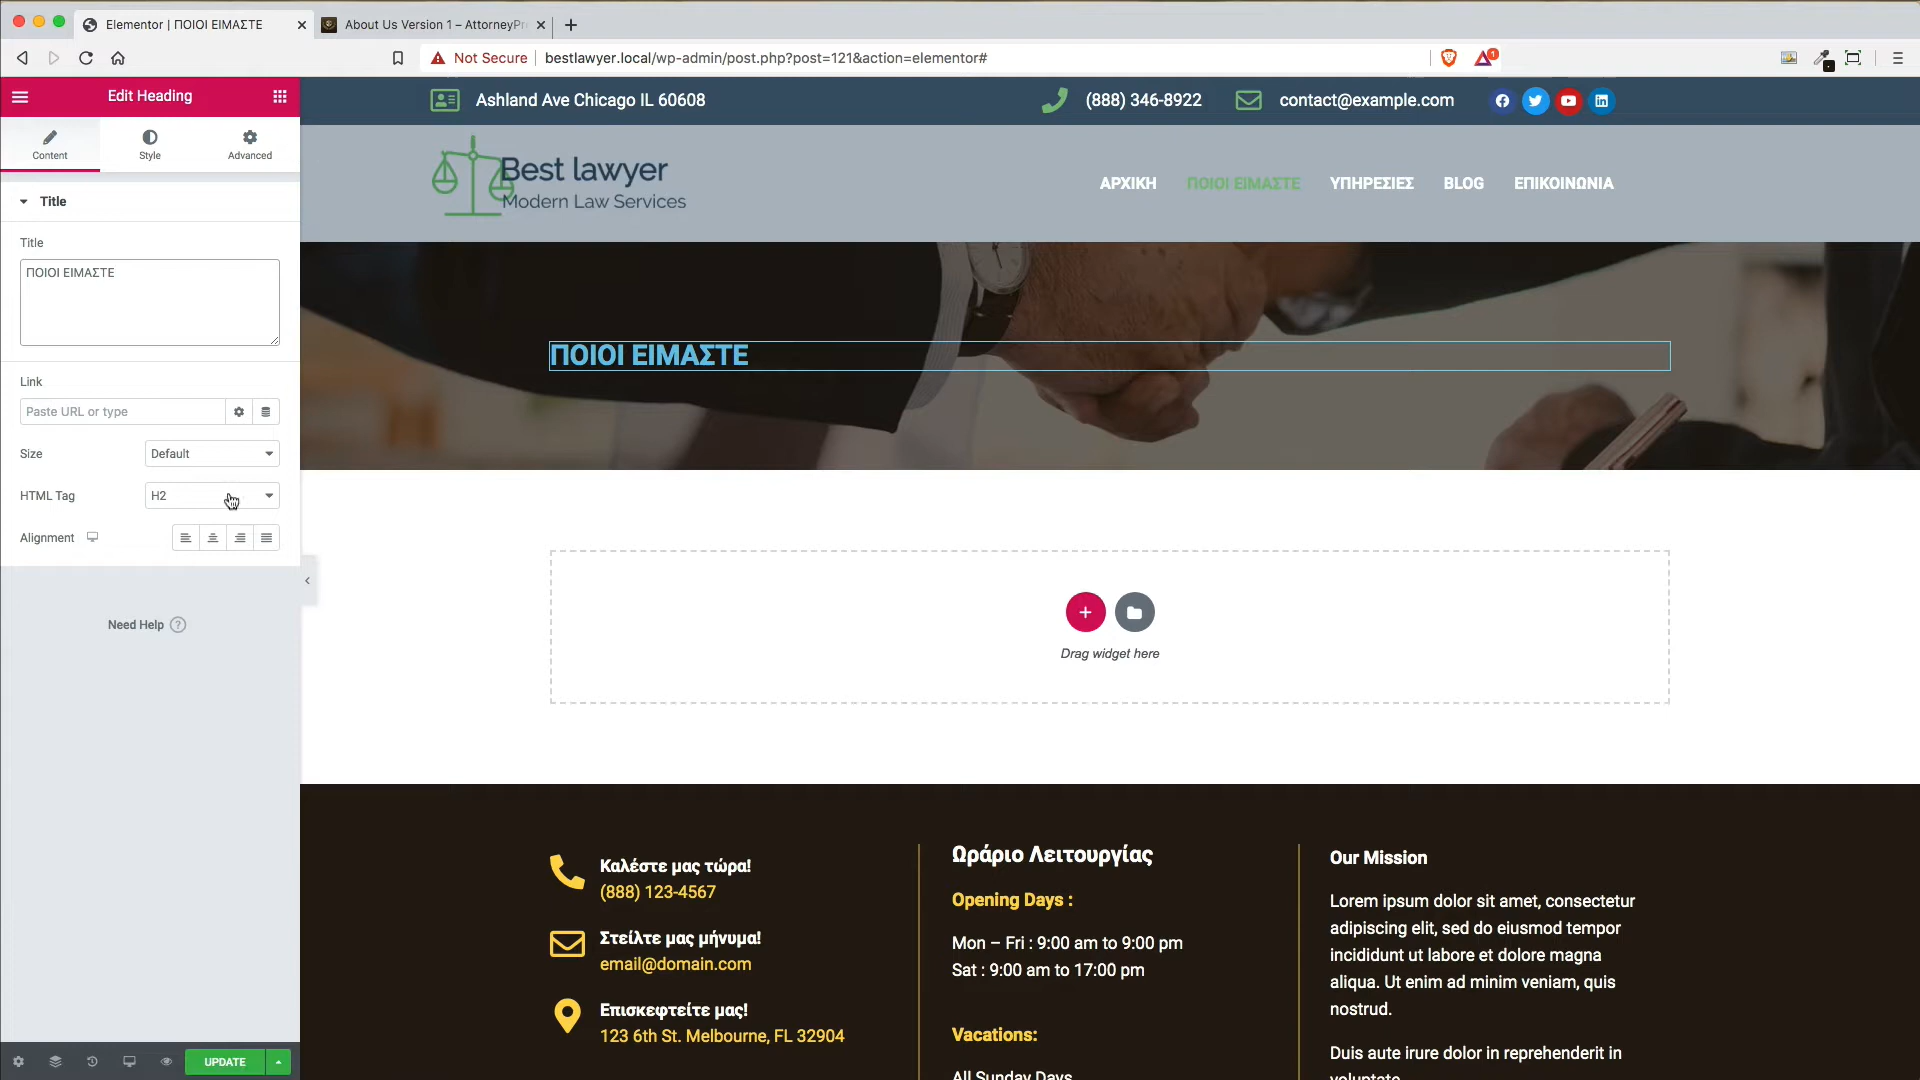 Elementor | ΠΟΙΟΙ ΕΙΜΑΣΤΕ
About Us Version 1 – AttorneyPr
Not Secure
bestlawyer.local/wp-admin/post.php?post=121&action=elementor#
1
Edit Heading
Content
Style
Advanced
Title
Title
ΠΟΙΟΙ ΕΙΜΑΣΤΕ
Link
Paste URL or type
Size
Default
HTML Tag
H2
Alignment
Need Help
UPDATE
Ashland Ave Chicago IL 60608
(888) 346-8922
contact@example.com
Best lawyer
Modern Law Services
ΑΡΧΙΚΗ
ΠΟΙΟΙ ΕΙΜΑΣΤΕ
ΥΠΗΡΕΣΙΕΣ
BLOG
ΕΠΙΚΟΙΝΩΝΙΑ
ΠΟΙΟΙ ΕΙΜΑΣΤΕ
Drag widget here
Καλέστε μας τώρα!
(888) 123-4567
Στείλτε μας μήνυμα!
email@domain.com
Επισκεφτείτε μας!
123 6th St. Melbourne, FL 32904
Ωράριο Λειτουργίας
Opening Days :
Mon – Fri : 9:00 am to 9:00 pm
Sat : 9:00 am to 17:00 pm
Vacations:
All Sunday Days
Our Mission
Lorem ipsum dolor sit amet, consectetur
adipiscing elit, sed do eiusmod tempor
incididunt ut labore et dolore magna
aliqua. Ut enim ad minim veniam, quis
nostrud.
Duis aute irure dolor in reprehenderit in
voluptate